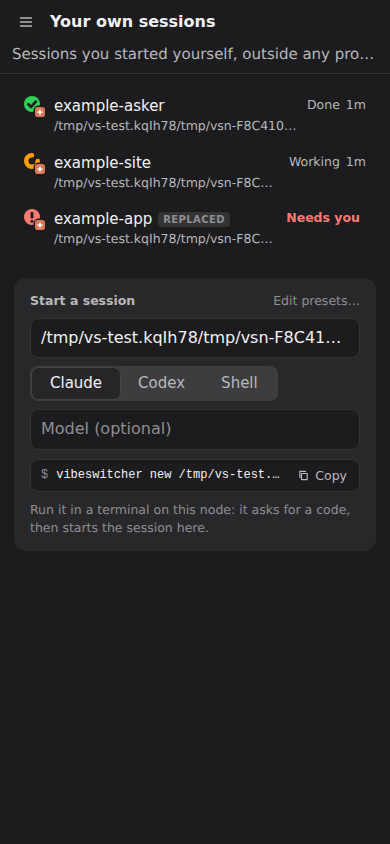 Your own sessions
Sessions you started yourself, outside any pro…
example-asker
Done 1m
/tmp/vs-test.kqIh78/tmp/vsn-F8C410…
example-site
Working 1m
/tmp/vs-test.kqIh78/tmp/vsn-F8C…
example-app REPLACED
Needs you
/tmp/vs-test.kqIh78/tmp/vsn-F8C…
Start a session
Edit presets…
/tmp/vs-test.kqIh78/tmp/vsn-F8C41…
Claude Codex Shell
Model (optional)
$ vibeswitcher new /tmp/vs-test.…
Copy
Run it in a terminal on this node: it asks for a code,
then starts the session here.